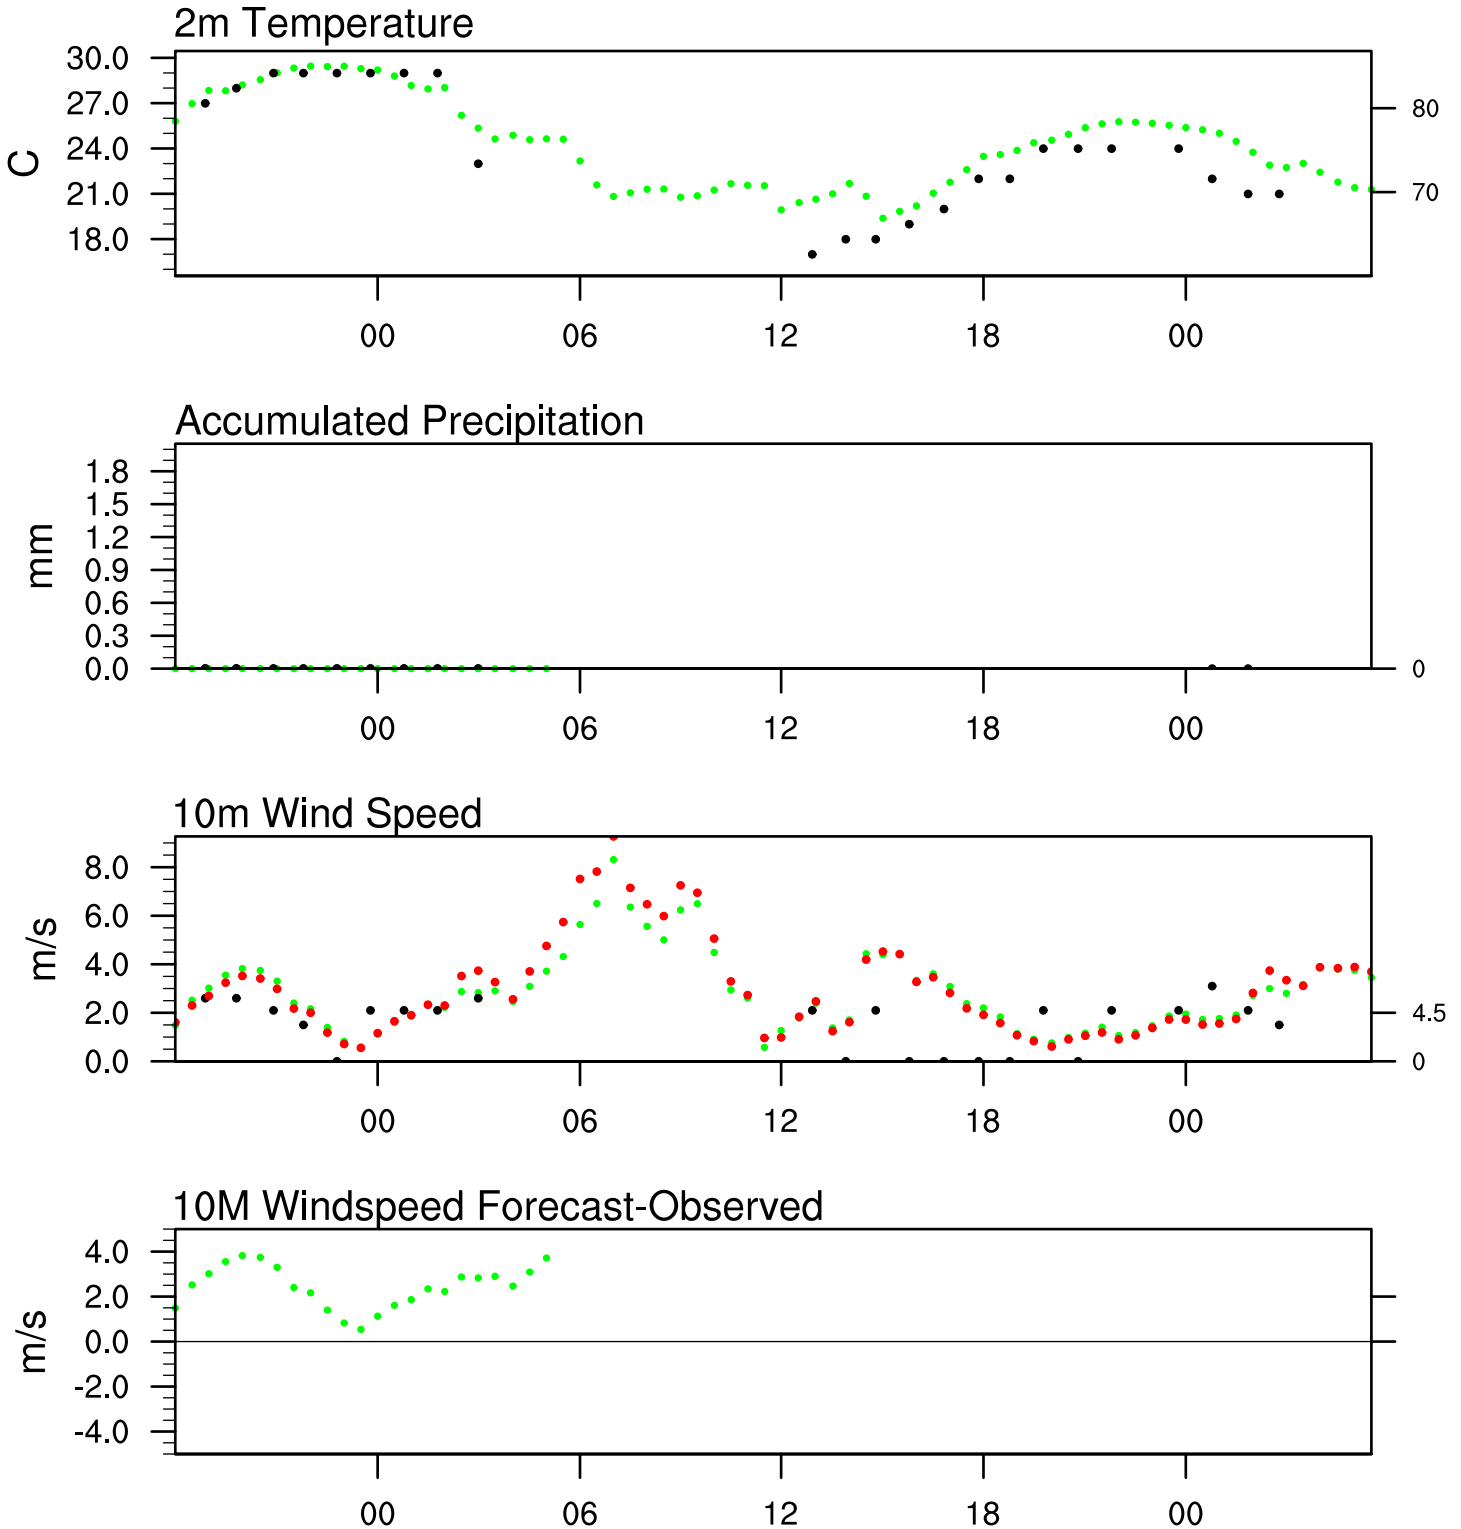 2m Temperature
30.0
27.0
24.0
21.0
18.0
C
80
70
00 06 12 18 00
Accumulated Precipitation
1.8
1.5
1.2
0.9
0.6
0.3
0.0
mm
0
00 06 12 18 00
10m Wind Speed
8.0
6.0
4.0
2.0
0.0
m/s
4.5
0
00 06 12 18 00
10M Windspeed Forecast-Observed
4.0
2.0
0.0
-2.0
-4.0
m/s
00 06 12 18 00